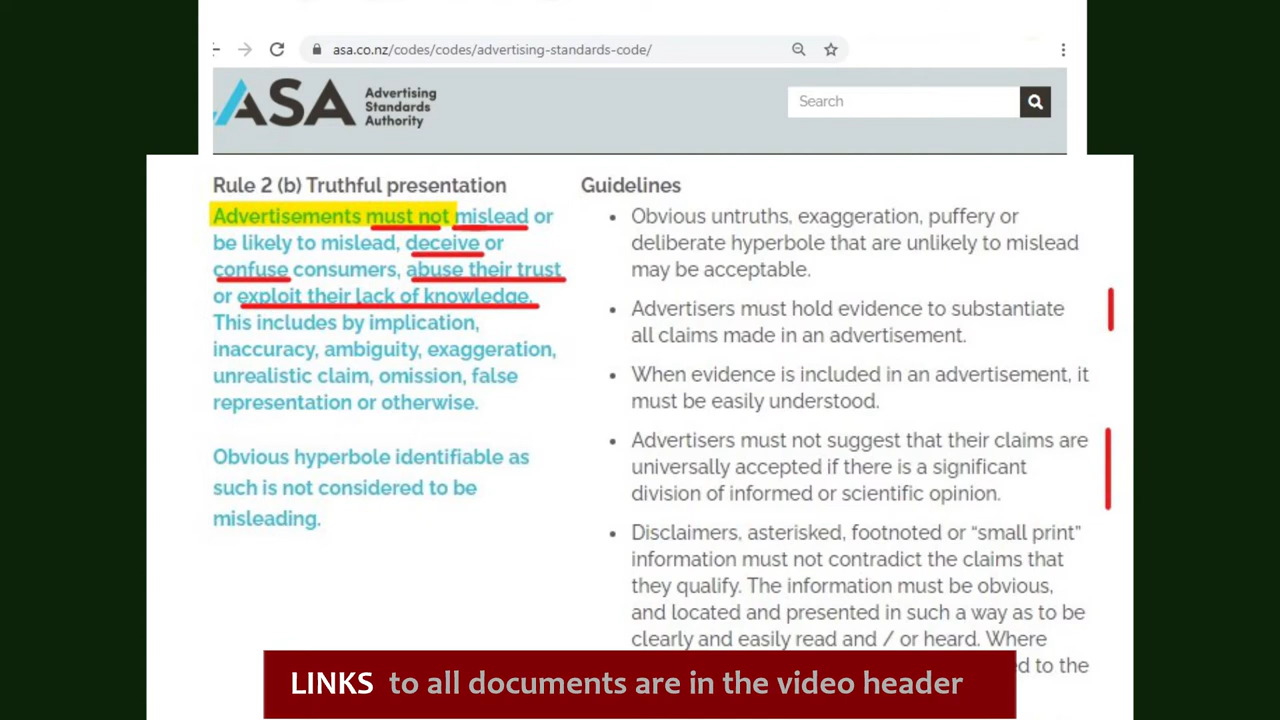 asa.co.nz/codes/codes/advertising-standards-code/
ASA
Advertising
Standards
Authority
Search
Rule 2 (b) Truthful presentation
Advertisements must not mislead or
be likely to mislead, deceive or
confuse consumers, abuse their trust
or exploit their lack of knowledge.
This includes by implication,
inaccuracy, ambiguity, exaggeration,
unrealistic claim, omission, false
representation or otherwise.
Obvious hyperbole identifiable as
such is not considered to be
misleading.
Guidelines
• Obvious untruths, exaggeration, puffery or
deliberate hyperbole that are unlikely to mislead
may be acceptable.
• Advertisers must hold evidence to substantiate
all claims made in an advertisement.
• When evidence is included in an advertisement, it
must be easily understood.
• Advertisers must not suggest that their claims are
universally accepted if there is a significant
division of informed or scientific opinion.
• Disclaimers, asterisked, footnoted or “small print”
information must not contradict the claims that
they qualify. The information must be obvious,
and located and presented in such a way as to be
clearly and easily read and / or heard. Where
to the
LINKS to all documents are in the video header